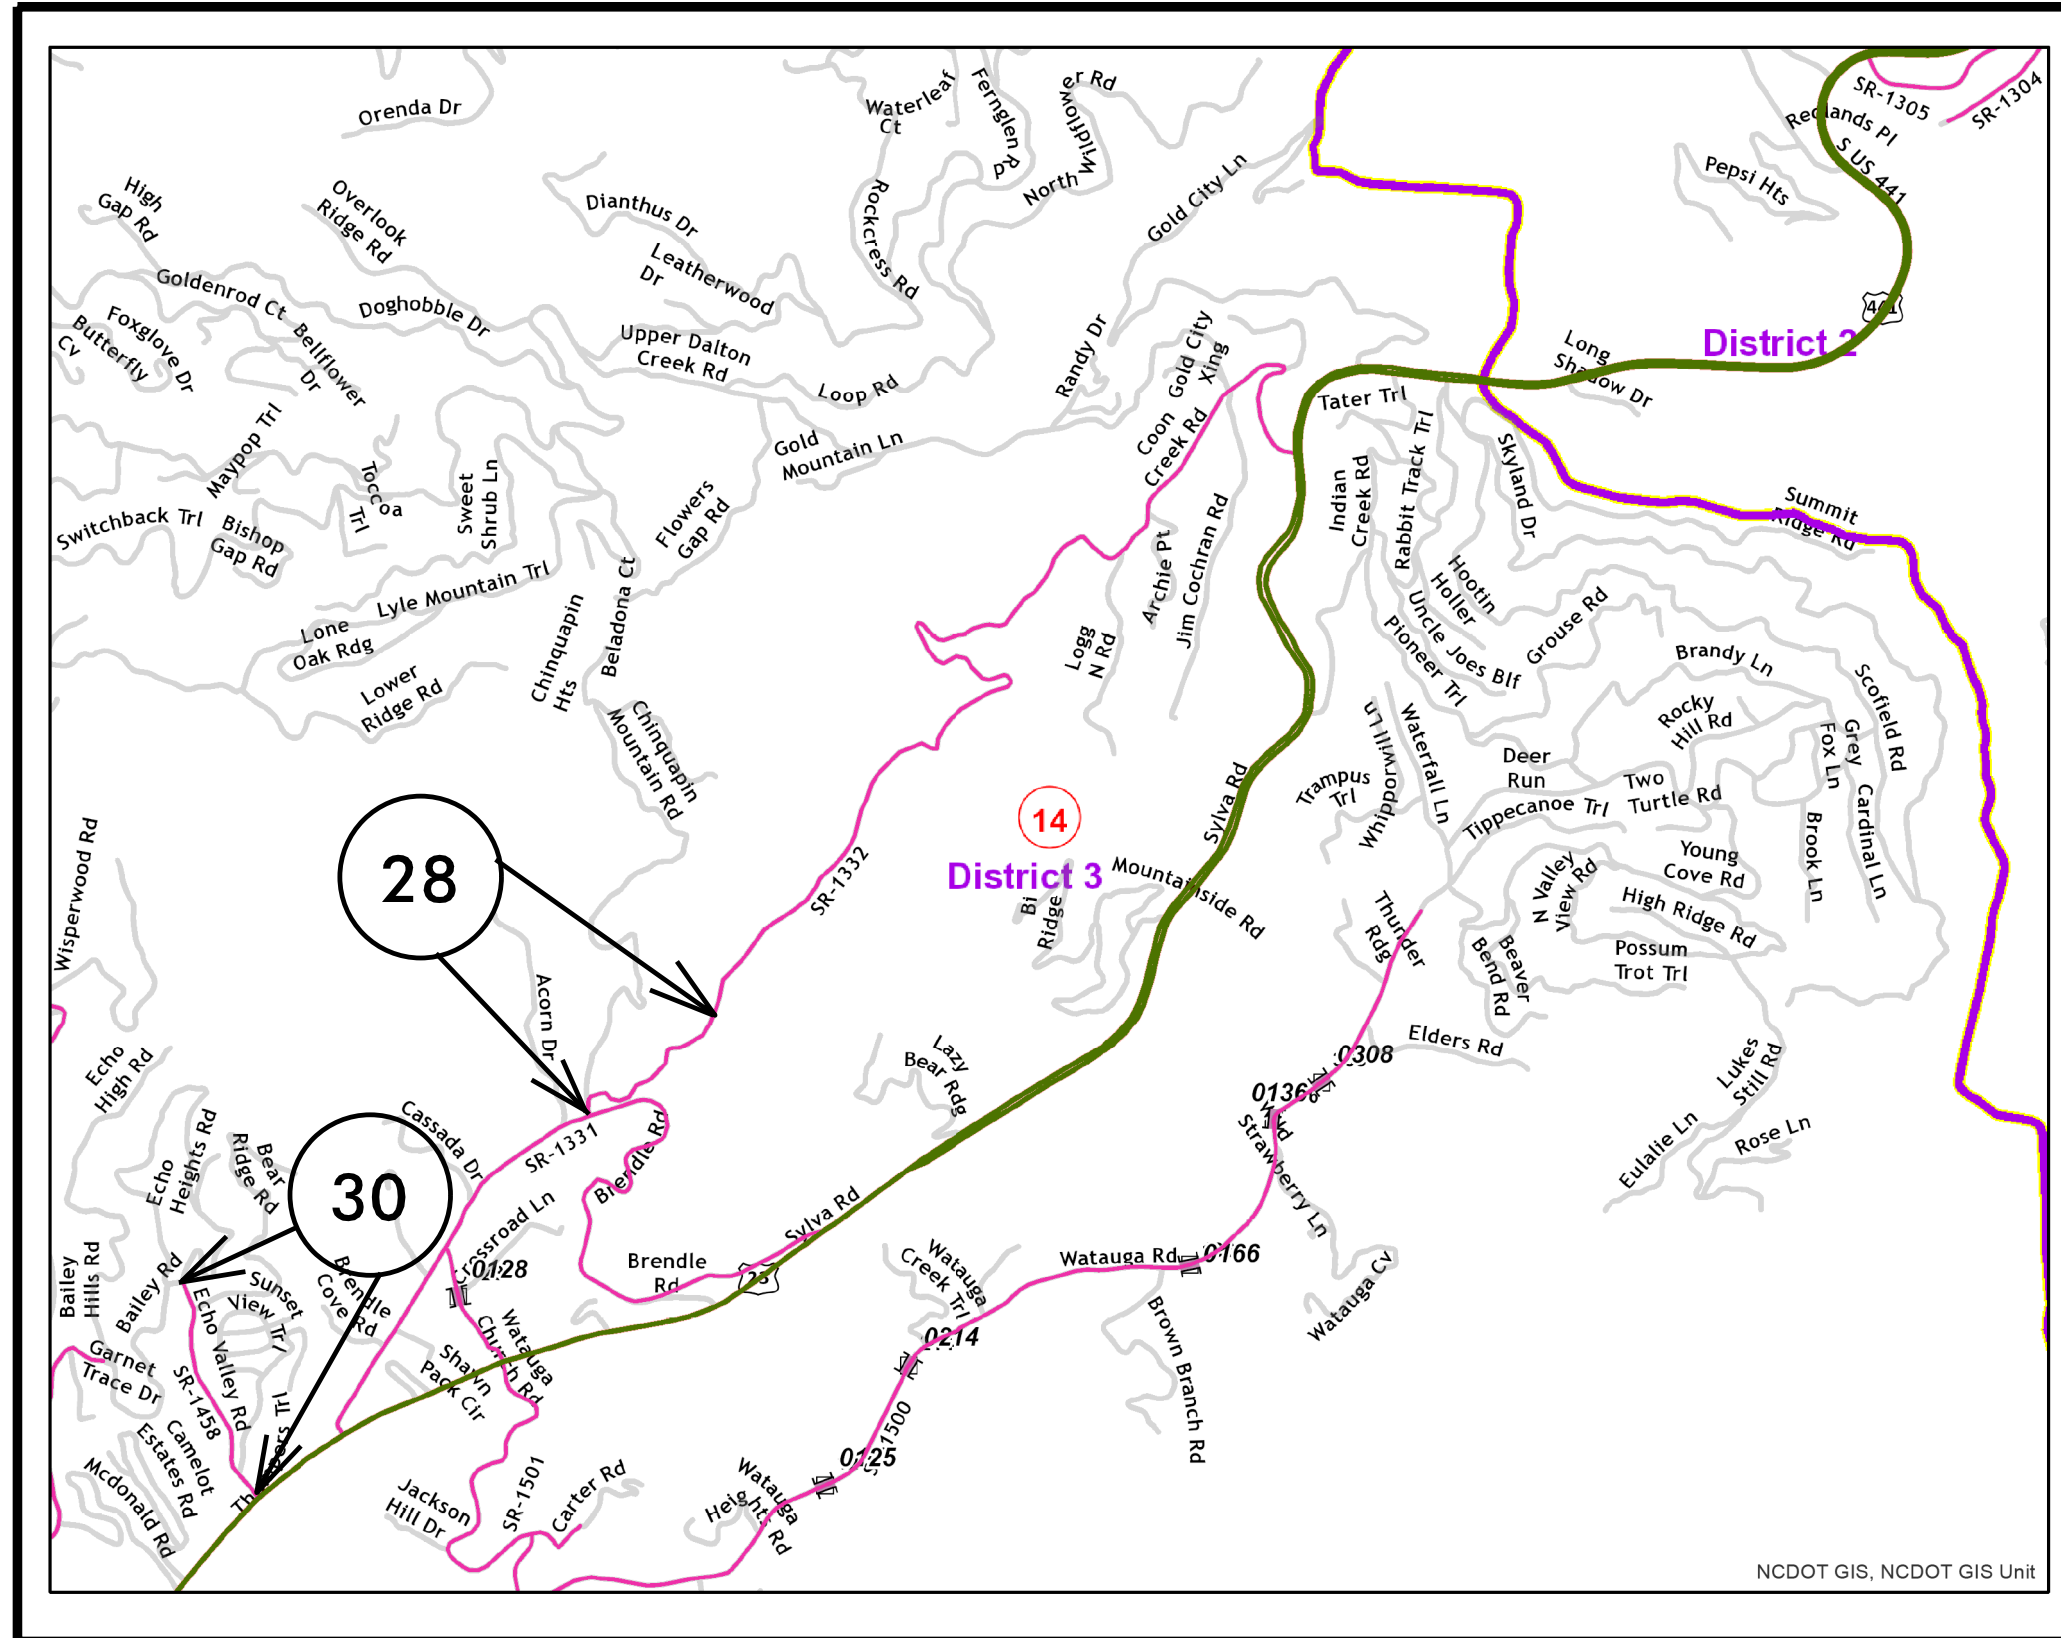 Orenda Dr
Waterleaf
Ct
Fernglen
Rd
North
Wildflower Rd
SR-1305
SR-1304
Redlands Pl
S US 441
Pepsi Hts
High
Gap Rd
Overlook
Ridge Rd
Dianthus Dr
Leatherwood
Dr
Rockcress Rd
Gold City Ln
Goldenrod Ct
Foxglove Dr
Butterfly
Cv
Bellflower
Dr
Doghobble Dr
Upper Dalton
Creek Rd
Loop Rd
Randy Dr
Gold City
Xing
441
District 2
Long
Shadow Dr
Tater Trl
Maypop Trl
Toccoa
Trl
Sweet
Shrub Ln
Gold
Mountain Ln
Coon
Creek Rd
Flowers
Gap Rd
Switchback Trl
Bishop
Gap Rd
Indian
Creek Rd
Rabbit Track Trl
Skyland Dr
Summit
Ridge Rd
Lyle Mountain Trl
Lone
Oak Rdg
Lower
Ridge Rd
Chinquapin
Hts
Beladona Ct
Archie Pt
Jim Cochran Rd
Logg
N Rd
Hootin
Holler
Uncle Joes Blf
Pioneer Trl
Grouse Rd
Brandy Ln
Scofield Rd
Chinquapin
Mountain Rd
Rocky
Hill Rd
Grey
Fox Ln
Whipporwill Ln
Waterfall Ln
Deer
Run
Two
Turtle Rd
Trampus
Trl
Tippecanoe Trl
Brook Ln
Cardinal Ln
Sylva Rd
14
District 3
Wisperwood Rd
28
SR-1332
Mountainside Rd
Bi
Ridge
N Valley
View Rd
Young
Cove Rd
High Ridge Rd
Thunder
Rdg
Beaver
Bend Rd
Possum
Trot Trl
Acorn Dr
Lazy
Bear Rdg
Elders Rd
0308
0136
Wild
Strawberry Ln
Lukes
Still Rd
Eulalie Ln
Rose Ln
Echo
High Rd
Echo
Heights Rd
Bear
Ridge Rd
30
Cassada Dr
SR-1331
Brendle Rd
Crossroad Ln
Sylva Rd
Bailey
Hills Rd
Bailey Rd
Sunset
View Trl
Brendle
Cove Rd
0128
Brendle
Rd
23
Watauga
Creek Trl
Watauga Rd
0166
Watauga Cv
Echo Valley Rd
Garnet
Trace Dr
SR-1458
Watauga
Church Rd
Shawn
Pack Cir
0214
Brown Branch Rd
Camelot
Estates Rd
Mcdonald Rd
Trl
Jackson
Hill Dr
SR-1501
Carter Rd
Watauga
Heights Rd
0125
1500
NCDOT GIS, NCDOT GIS Unit